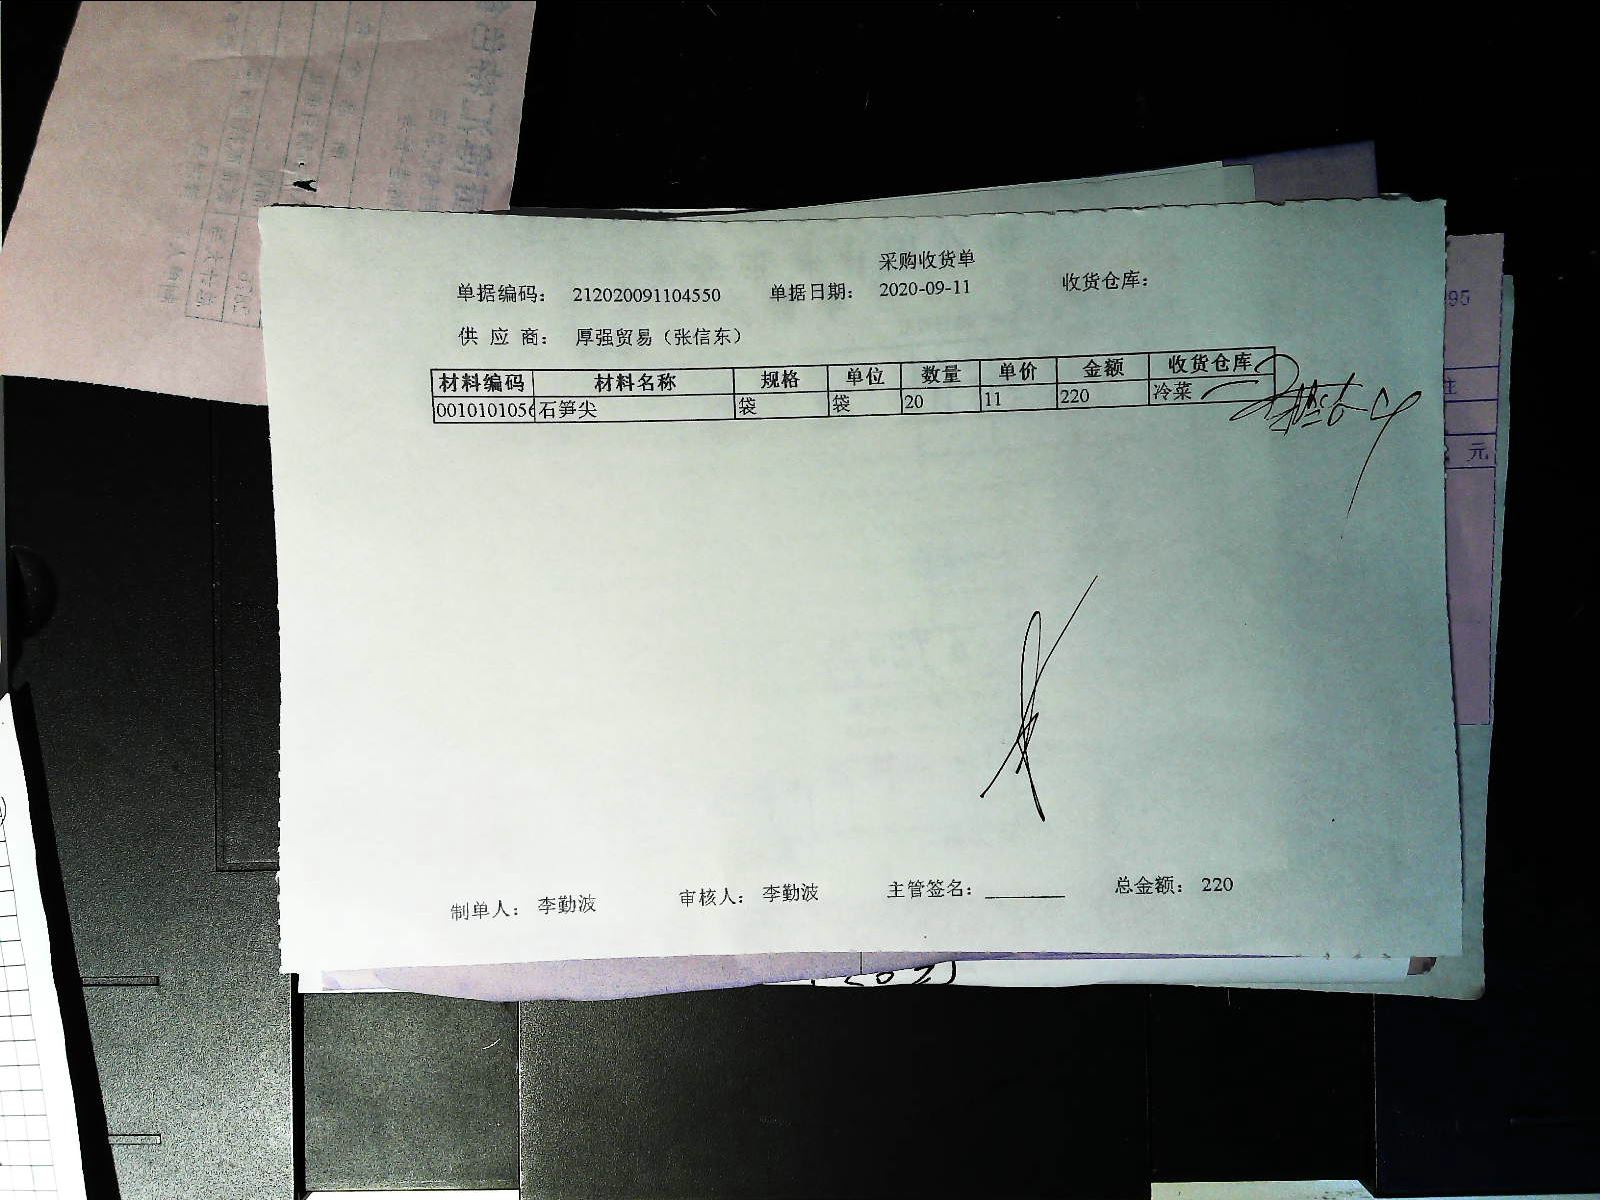 采购收货单
单据编码： 212020091104550 单据日期： 2020-09-11 收货仓库：
供 应 商： 厚强贸易（张信东）
材料编码 材料名称 规格 单位 数量 单价 金额 收货仓库
0010101056 石笋尖 袋 袋 20 11 220 冷菜
制单人： 李勤波 审核人： 李勤波 主管签名：________ 总金额： 220
元